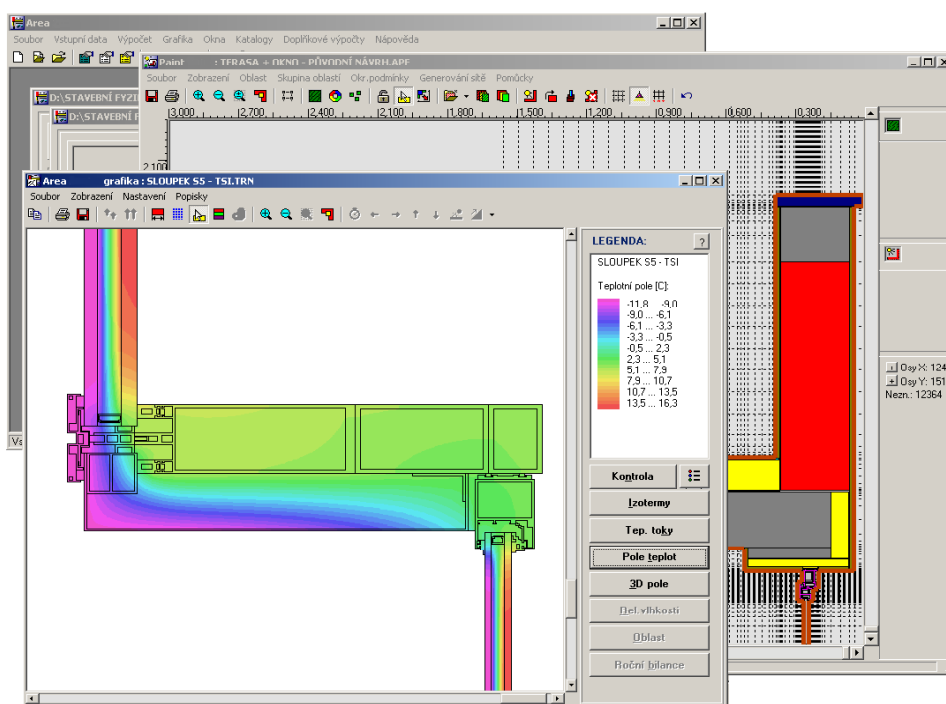 Area
Soubor Vstupní data Výpočet Grafika Okna Katalogy Doplňkové výpočty Nápověda
Paint : TERASA + OKNO - PŮVODNÍ NÁVRH.APF
Soubor Zobrazení Oblast Skupina oblastí Okr.podmínky Generování sítě Pomůcky
D:\STAVEBNÍ FYZI
D:\STAVEBNÍ F
3,000 2,700 2,400 2,100 1,800 1,500 1,200 0,900 0,600 0,300
2,100
Area grafika : SLOUPEK S5 - TSI.TRN
Soubor Zobrazení Nastavení Popisky
LEGENDA: ?
SLOUPEK S5 - TSI
Teplotní pole [C]:
-11,8 ... -9,0
-9,0 ... -6,1
-6,1 ... -3,3
-3,3 ... -0,5
-0,5 ... 2,3
2,3 ... 5,1
5,1 ... 7,9
7,9 ... 10,7
10,7 ... 13,5
13,5 ... 16,3
Kontrola
Izotermy
Tep. toky
Pole teplot
3D pole
Del.vlhkosti
Oblast
Roční bilance
Osy X: 124
Osy Y: 151
Nezn.: 12364
Vs